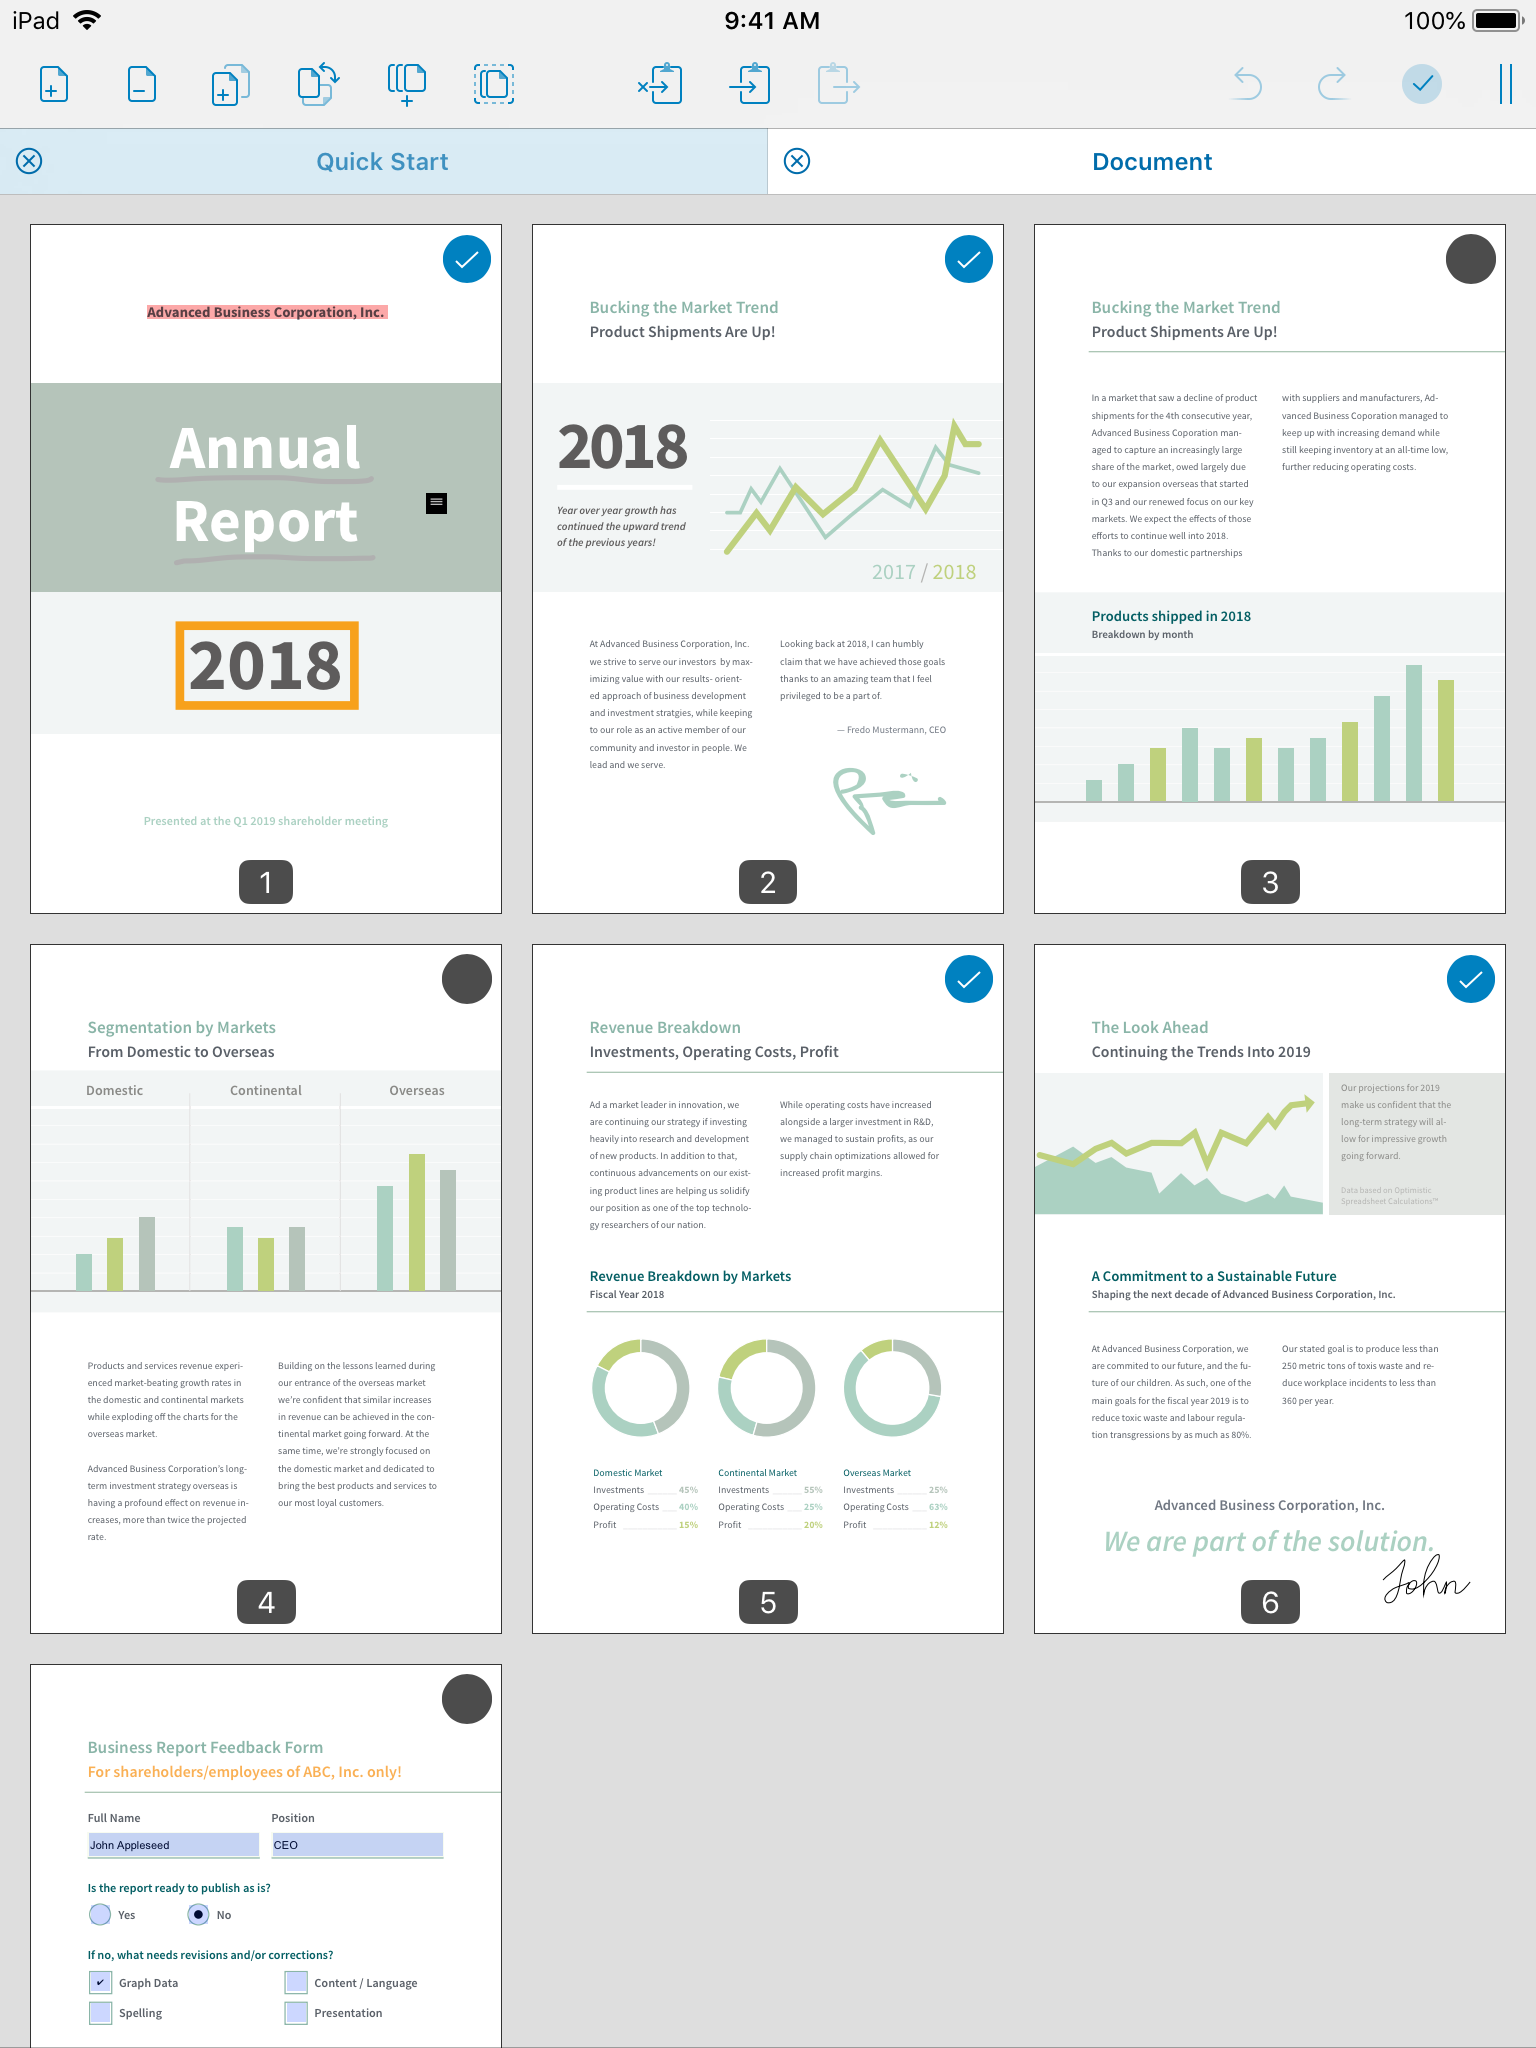 iPad
9:41 AM
100%
Quick Start
Document
Advanced Business Corporation, Inc.
Annual
Report
2018
Presented at the Q1 2019 shareholder meeting
1
Bucking the Market Trend
Product Shipments Are Up!
2018
Year over year growth has
continued the upward trend
of the previous years!
2017 / 2018
At Advanced Business Corporation, Inc.
we strive to serve our investors by max-
imizing value with our results- orient-
ed approach of business development
and investment stratgies, while keeping
to our role as an active member of our
community and investor in people. We
lead and we serve.
Looking back at 2018, I can humbly
claim that we have achieved those goals
thanks to an amazing team that I feel
privileged to be a part of.
— Fredo Mustermann, CEO
2
Bucking the Market Trend
Product Shipments Are Up!
In a market that saw a decline of product
shipments for the 4th consecutive year,
Advanced Business Coporation man-
aged to capture an increasingly large
share of the market, owed largely due
to our expansion overseas that started
in Q3 and our renewed focus on our key
markets. We expect the effects of those
efforts to continue well into 2018.
Thanks to our domestic partnerships
with suppliers and manufacturers, Ad-
vanced Business Coporation managed to
keep up with increasing demand while
still keeping inventory at an all-time low,
further reducing operating costs.
Products shipped in 2018
Breakdown by month
3
Segmentation by Markets
From Domestic to Overseas
Domestic
Continental
Overseas
Products and services revenue experi-
enced market-beating growth rates in
the domestic and continental markets
while exploding off the charts for the
overseas market.
Advanced Business Corporation's long-
term investment strategy overseas is
having a profound effect on revenue in-
creases, more than twice the projected
rate.
Building on the lessons learned during
our entrance of the overseas market
we're confident that similar increases
in revenue can be achieved in the con-
tinental market going forward. At the
same time, we're strongly focused on
the domestic market and dedicated to
bring the best products and services to
our most loyal customers.
4
Revenue Breakdown
Investments, Operating Costs, Profit
Ad a market leader in innovation, we
are continuing our strategy if investing
heavily into research and development
of new products. In addition to that,
continuous advancements on our exist-
ing product lines are helping us solidify
our position as one of the top technolo-
gy researchers of our nation.
While operating costs have increased
alongside a larger investment in R&D,
we managed to sustain profits, as our
supply chain optimizations allowed for
increased profit margins.
Revenue Breakdown by Markets
Fiscal Year 2018
Domestic Market
Investments 45%
Operating Costs 40%
Profit 15%
Continental Market
Investments 55%
Operating Costs 25%
Profit 20%
Overseas Market
Investments 25%
Operating Costs 63%
Profit 12%
5
The Look Ahead
Continuing the Trends Into 2019
Our projections for 2019
make us confident that the
long-term strategy will al-
low for impressive growth
going forward.
Data based on Optimistic
Spreadsheet Calculations™
A Commitment to a Sustainable Future
Shaping the next decade of Advanced Business Corporation, Inc.
At Advanced Business Corporation, we
are commited to our future, and the fu-
ture of our children. As such, one of the
main goals for the fiscal year 2019 is to
reduce toxic waste and labour regula-
tion transgressions by as much as 80%.
Our stated goal is to produce less than
250 metric tons of toxis waste and re-
duce workplace incidents to less than
360 per year.
Advanced Business Corporation, Inc.
We are part of the solution.
John
6
Business Report Feedback Form
For shareholders/employees of ABC, Inc. only!
Full Name
Position
John Appleseed
CEO
Is the report ready to publish as is?
Yes
No
If no, what needs revisions and/or corrections?
Graph Data
Content / Language
Spelling
Presentation